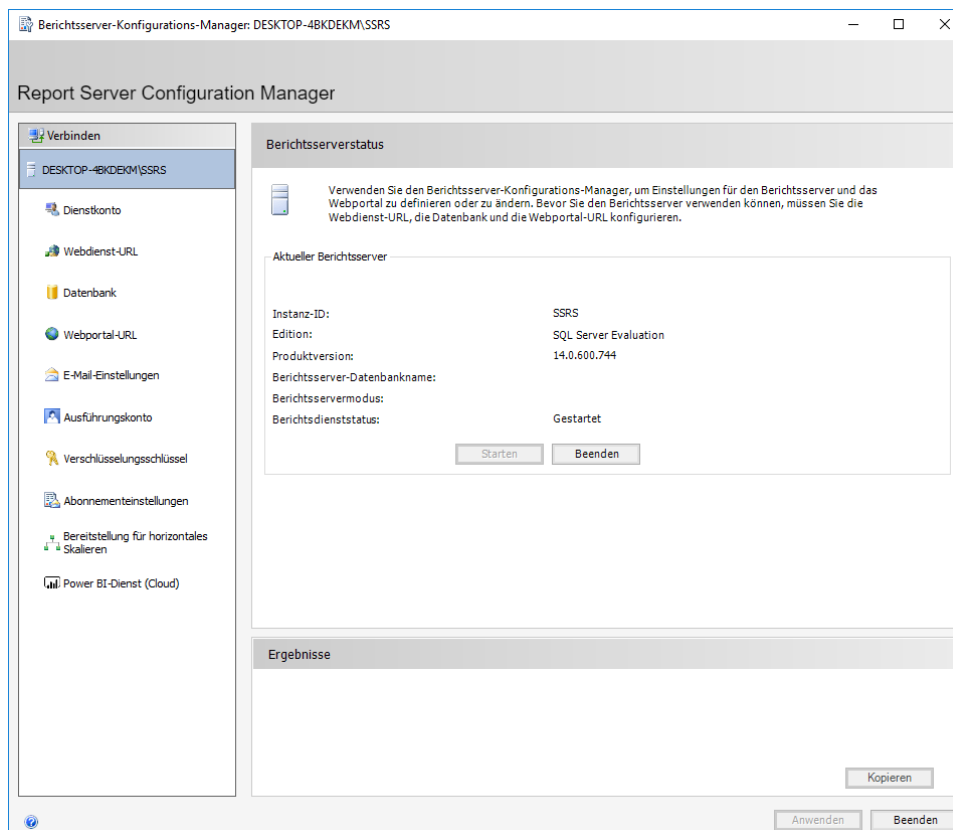 Berichtsserver-Konfigurations-Manager: DESKTOP-4BKDEKM\SSRS
Report Server Configuration Manager
Verbinden
DESKTOP-4BKDEKM\SSRS
Dienstkonto
Webdienst-URL
Datenbank
Webportal-URL
E-Mail-Einstellungen
Ausführungskonto
Verschlüsselungsschlüssel
Abonnementeinstellungen
Bereitstellung für horizontales
Skalieren
Power BI-Dienst (Cloud)
Berichtsserverstatus
Verwenden Sie den Berichtsserver-Konfigurations-Manager, um Einstellungen für den Berichtsserver und das
Webportal zu definieren oder zu ändern. Bevor Sie den Berichtsserver verwenden können, müssen Sie die
Webdienst-URL, die Datenbank und die Webportal-URL konfigurieren.
Aktueller Berichtsserver
Instanz-ID: SSRS
Edition: SQL Server Evaluation
Produktversion: 14.0.600.744
Berichtsserver-Datenbankname:
Berichtsservermodus:
Berichtsdienststatus: Gestartet
Starten Beenden
Ergebnisse
Kopieren
Anwenden Beenden